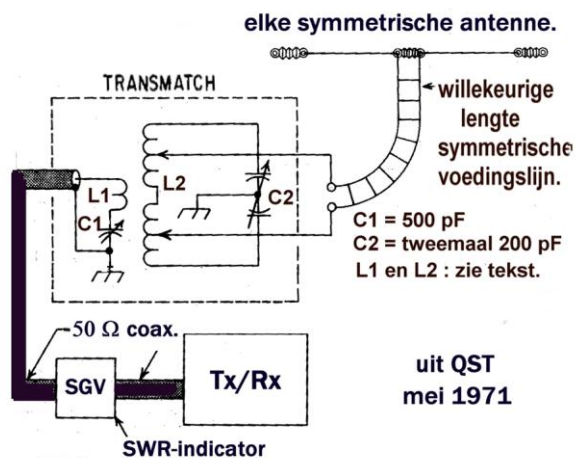 elke symmetrische antenne.
TRANSMATCH
willekeurige
lengte
symmetrische
voedingslijn.
L1
C1
L2
C2
C1 = 500 pF
C2 = tweemaal 200 pF
L1 en L2 : zie tekst.
50 Ω coax.
SGV
Tx/Rx
SWR-indicator
uit QST
mei 1971